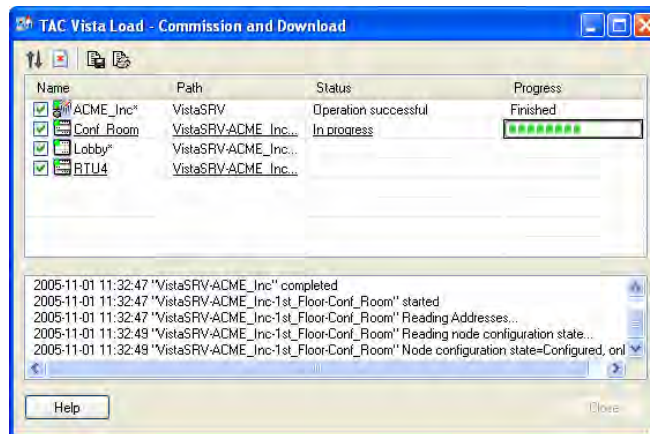 TAC Vista Load - Commission and Download
Name Path Status Progress
ACME_Inc* VistaSRV Operation successful Finished
Conf_Room VistaSRV-ACME_Inc... In progress
Lobby* VistaSRV-ACME_Inc...
RTU4 VistaSRV-ACME_Inc...
2005-11-01 11:32:47 "VistaSRV-ACME_Inc" completed
2005-11-01 11:32:47 "VistaSRV-ACME_Inc-1st_Floor-Conf_Room" started
2005-11-01 11:32:47 "VistaSRV-ACME_Inc-1st_Floor-Conf_Room" Reading Addresses...
2005-11-01 11:32:49 "VistaSRV-ACME_Inc-1st_Floor-Conf_Room" Reading node configuration state...
2005-11-01 11:32:49 "VistaSRV-ACME_Inc-1st_Floor-Conf_Room" Node configuration state=Configured, onl
Help Close